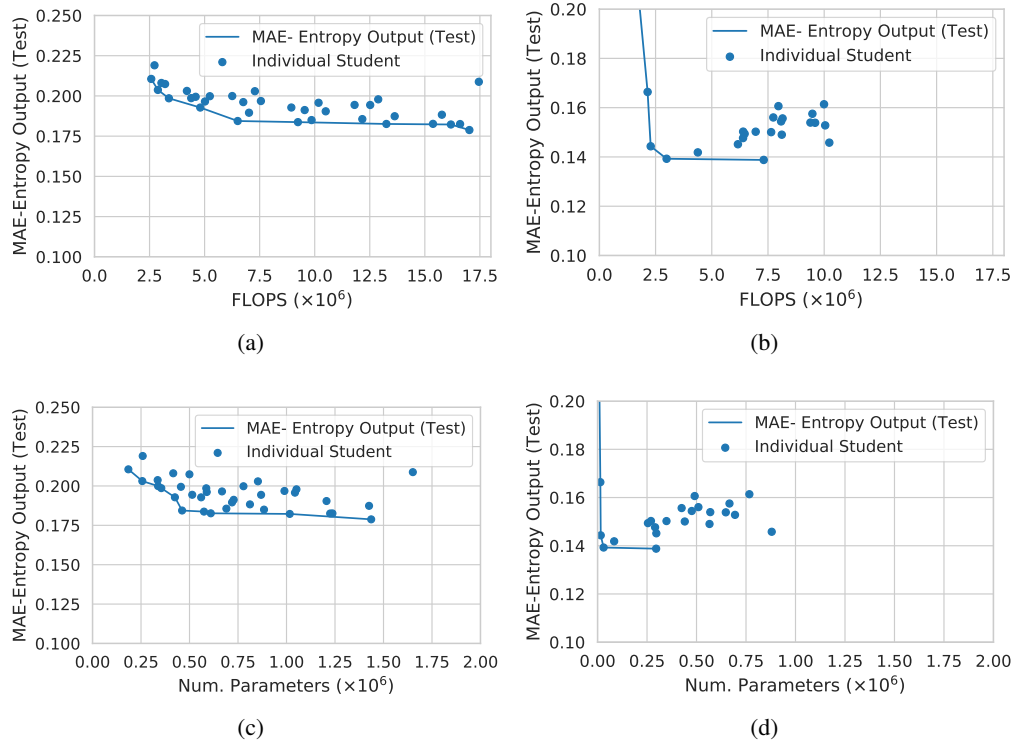 MAE-Entropy Output (Test)
0.250
0.225
0.200
0.175
0.150
0.125
0.100
MAE- Entropy Output (Test)
Individual Student
0.0 2.5 5.0 7.5 10.0 12.5 15.0 17.5
FLOPS (×10⁶)
(a)
MAE-Entropy Output (Test)
0.20
0.18
0.16
0.14
0.12
0.10
MAE- Entropy Output (Test)
Individual Student
0.0 2.5 5.0 7.5 10.0 12.5 15.0 17.5
FLOPS (×10⁶)
(b)
MAE-Entropy Output (Test)
0.250
0.225
0.200
0.175
0.150
0.125
0.100
MAE- Entropy Output (Test)
Individual Student
0.00 0.25 0.50 0.75 1.00 1.25 1.50 1.75 2.00
Num. Parameters (×10⁶)
(c)
MAE-Entropy Output (Test)
0.20
0.18
0.16
0.14
0.12
0.10
MAE- Entropy Output (Test)
Individual Student
0.00 0.25 0.50 0.75 1.00 1.25 1.50 1.75 2.00
Num. Parameters (×10⁶)
(d)